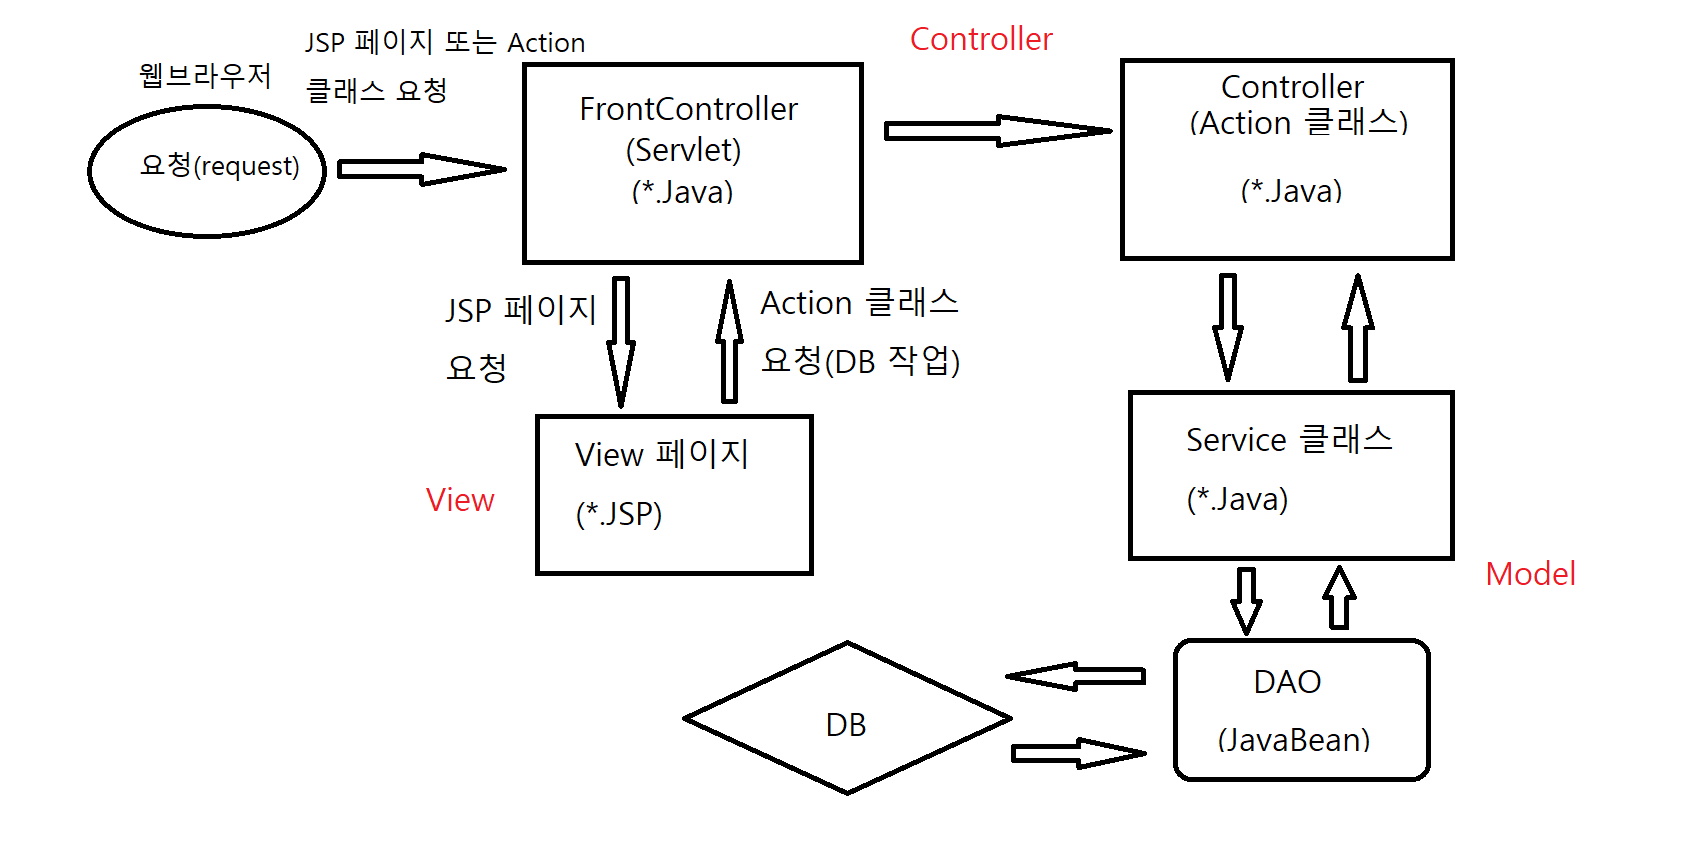 웹브라우저
요청(request)
JSP 페이지 또는 Action
클래스 요청
FrontController
(Servlet)
(*.Java)
Controller
Controller
(Action 클래스)
(*.Java)
JSP 페이지
요청
Action 클래스
요청(DB 작업)
View
View 페이지
(*.JSP)
Service 클래스
(*.Java)
Model
DAO
(JavaBean)
DB